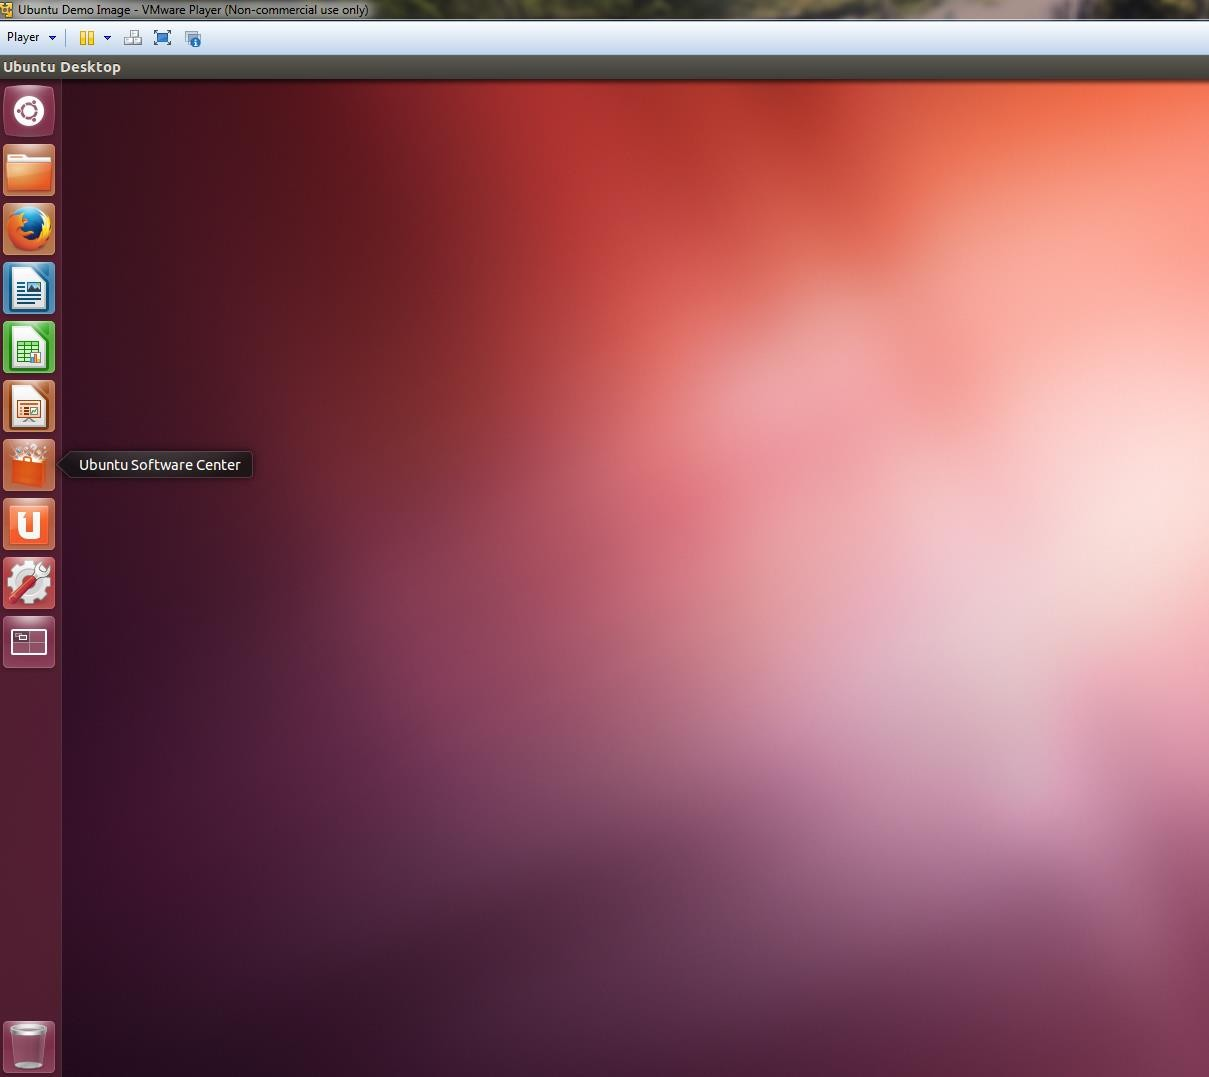 Ubuntu Demo Image - VMware Player (Non-commercial use only)
Player
Ubuntu Desktop
Ubuntu Software Center